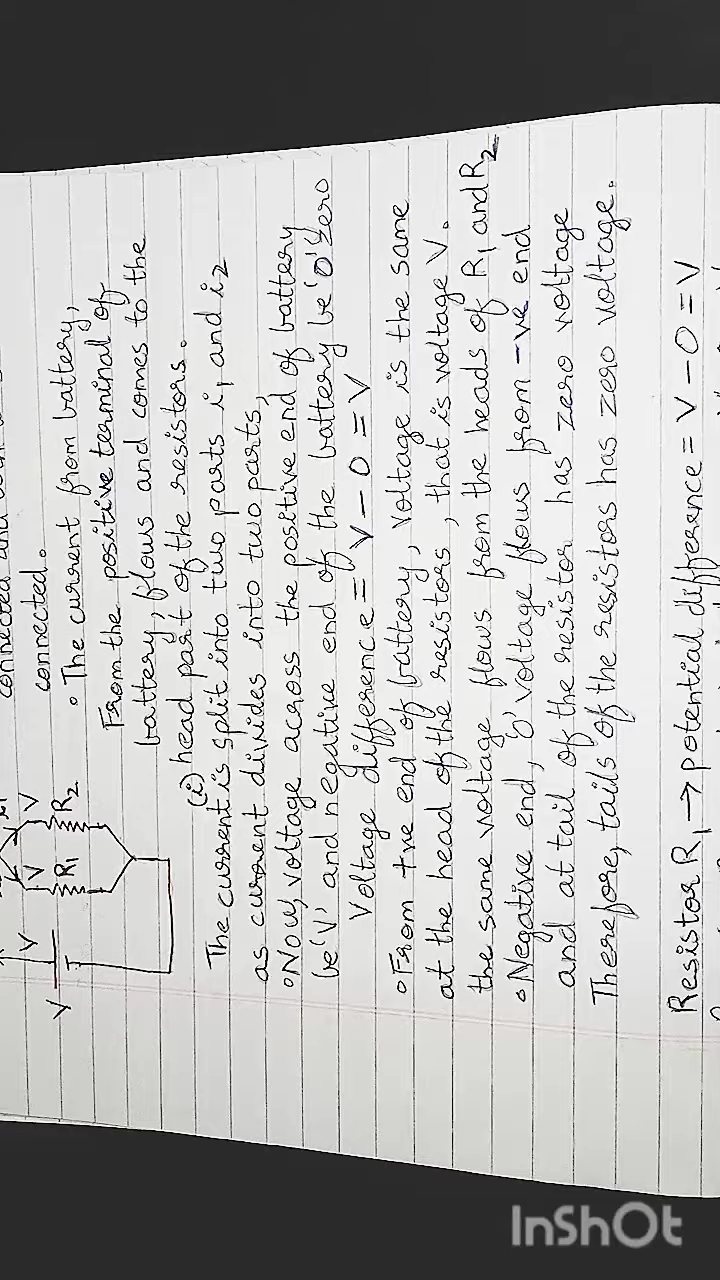 connected.
• The current from battery,
From the positive terminal of
battery, flows and comes to the
(i) head part of the resistors.
V
V
V
V
R1
R2
The current is split into two parts i1 and i2
as current divides into two parts,
• Now, voltage across the positive end of battery
be 'V' and negative end of the battery be '0' zero
Voltage difference = V - 0 = V
• From +ve end of battery, voltage is the same
at the head of the resistors, that is voltage V.
the same voltage flows from the heads of R1 and R2
• Negative end, '0' voltage flows from -ve end
and at tail of the resistor has zero voltage
Therefore, tails of the resistors has zero voltage.
Resistor R1 → potential difference = V - 0 = V
InShOt